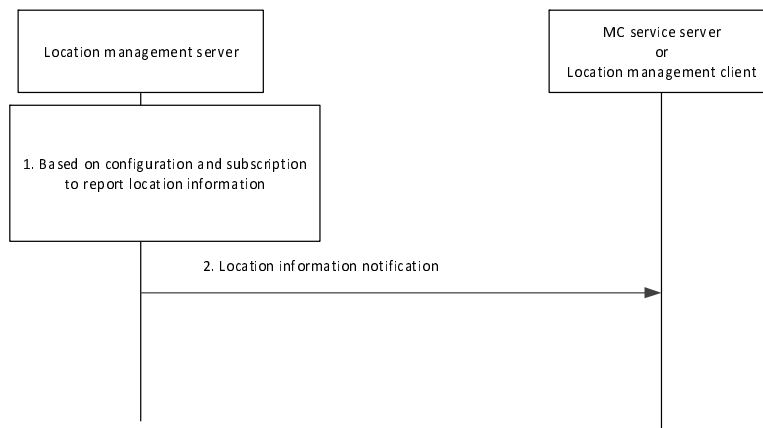 Location management server
MC service server
or
Location management client
1. Based on configuration and subscription
to report location information
2. Location information notification